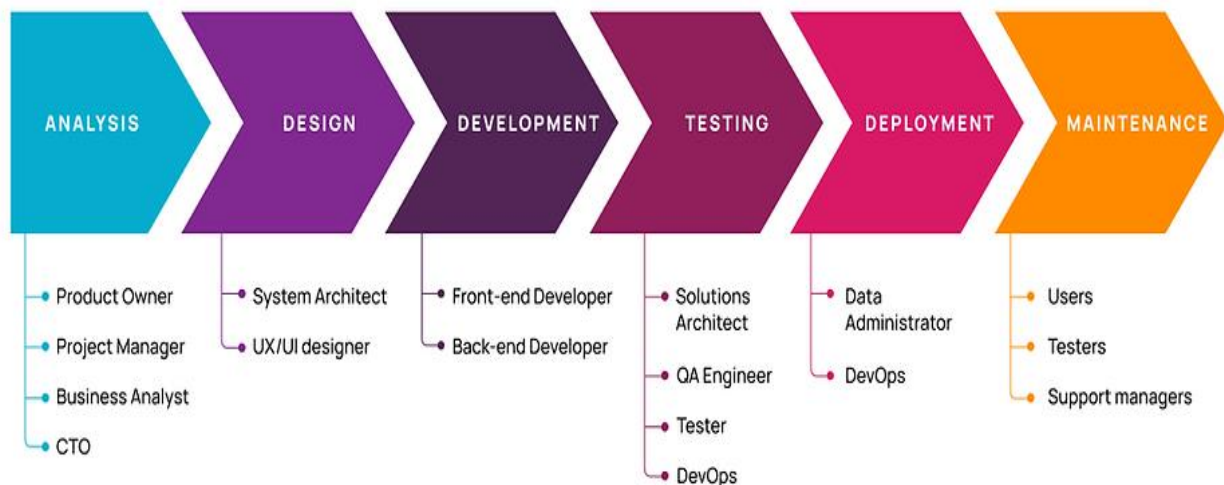 ANALYSIS
DESIGN
DEVELOPMENT
TESTING
DEPLOYMENT
MAINTENANCE
Product Owner
Project Manager
Business Analyst
CTO
System Architect
UX/UI designer
Front-end Developer
Back-end Developer
Solutions
Architect
QA Engineer
Tester
DevOps
Data
Administrator
DevOps
Users
Testers
Support managers